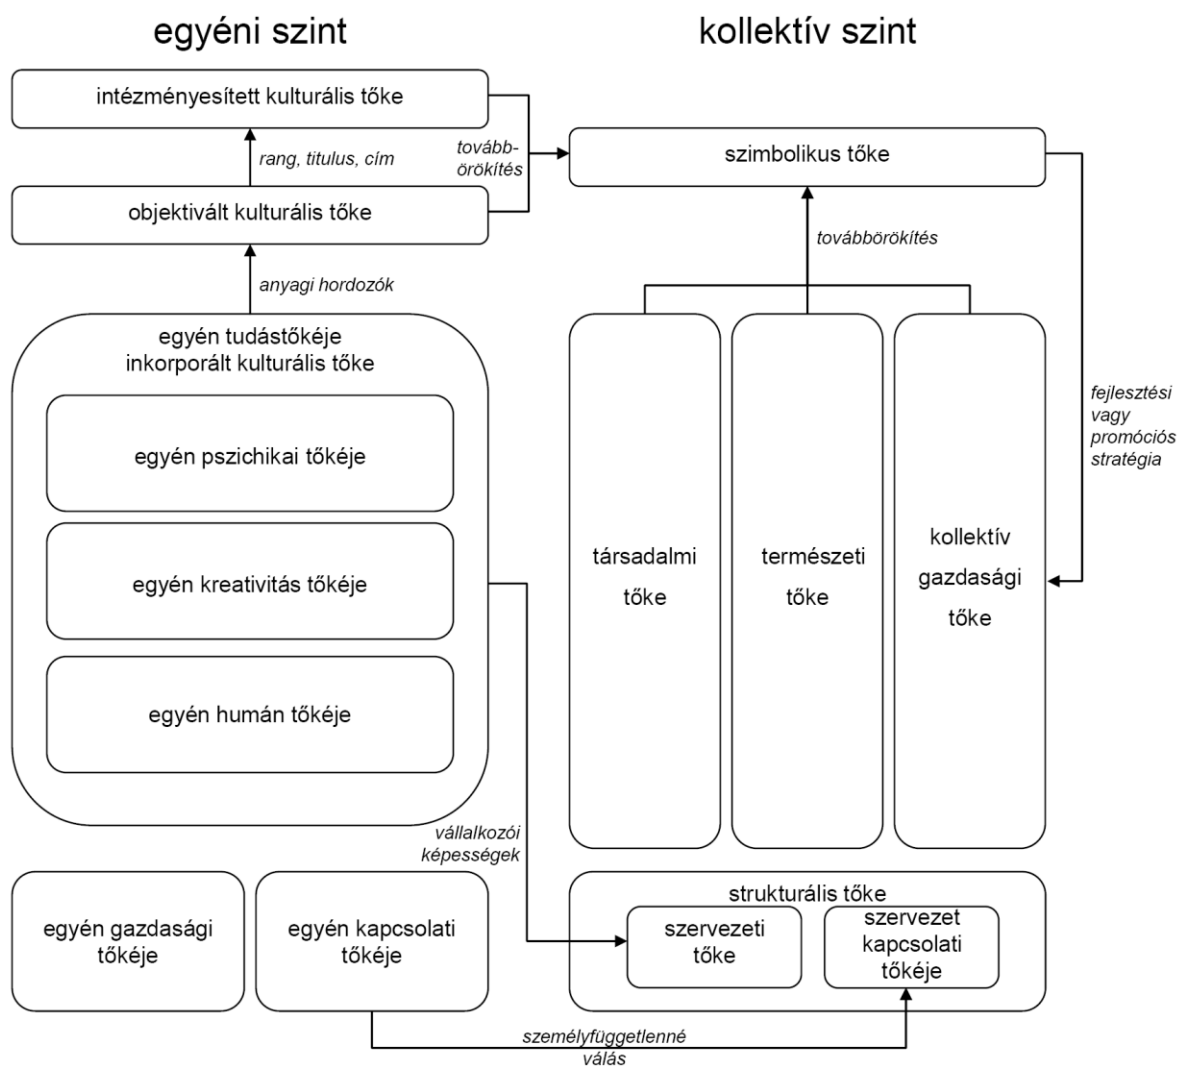 egyéni szint
kollektív szint
intézményesített kulturális tőke
rang, titulus, cím
tovább-
örökítés
szimbolikus tőke
objektivált kulturális tőke
továbbörökítés
anyagi hordozók
egyén tudástőkéje
inkorporált kulturális tőke
egyén pszichikai tőkéje
egyén kreativitás tőkéje
egyén humán tőkéje
társadalmi
tőke
természeti
tőke
kollektív
gazdasági
tőke
fejlesztési
vagy
promóciós
stratégia
vállalkozói
képességek
egyén gazdasági
tőkéje
egyén kapcsolati
tőkéje
strukturális tőke
szervezeti
tőke
szervezet
kapcsolati
tőkéje
személyfüggetlenné
válás